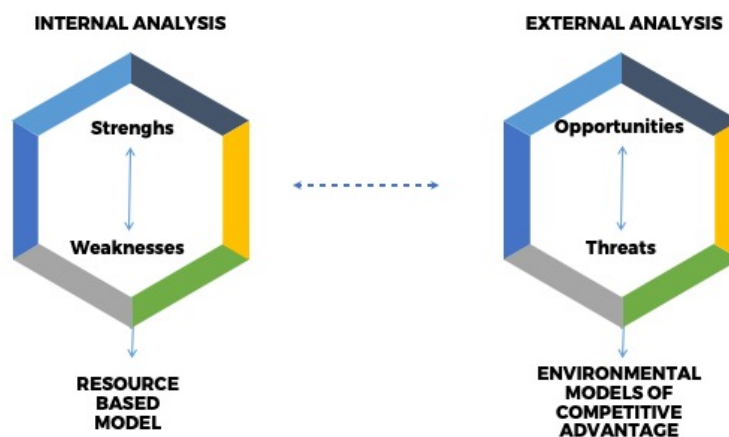 INTERNAL ANALYSIS
Strenghs
Weaknesses
RESOURCE
BASED
MODEL
EXTERNAL ANALYSIS
Opportunities
Threats
ENVIRONMENTAL
MODELS OF
COMPETITIVE
ADVANTAGE